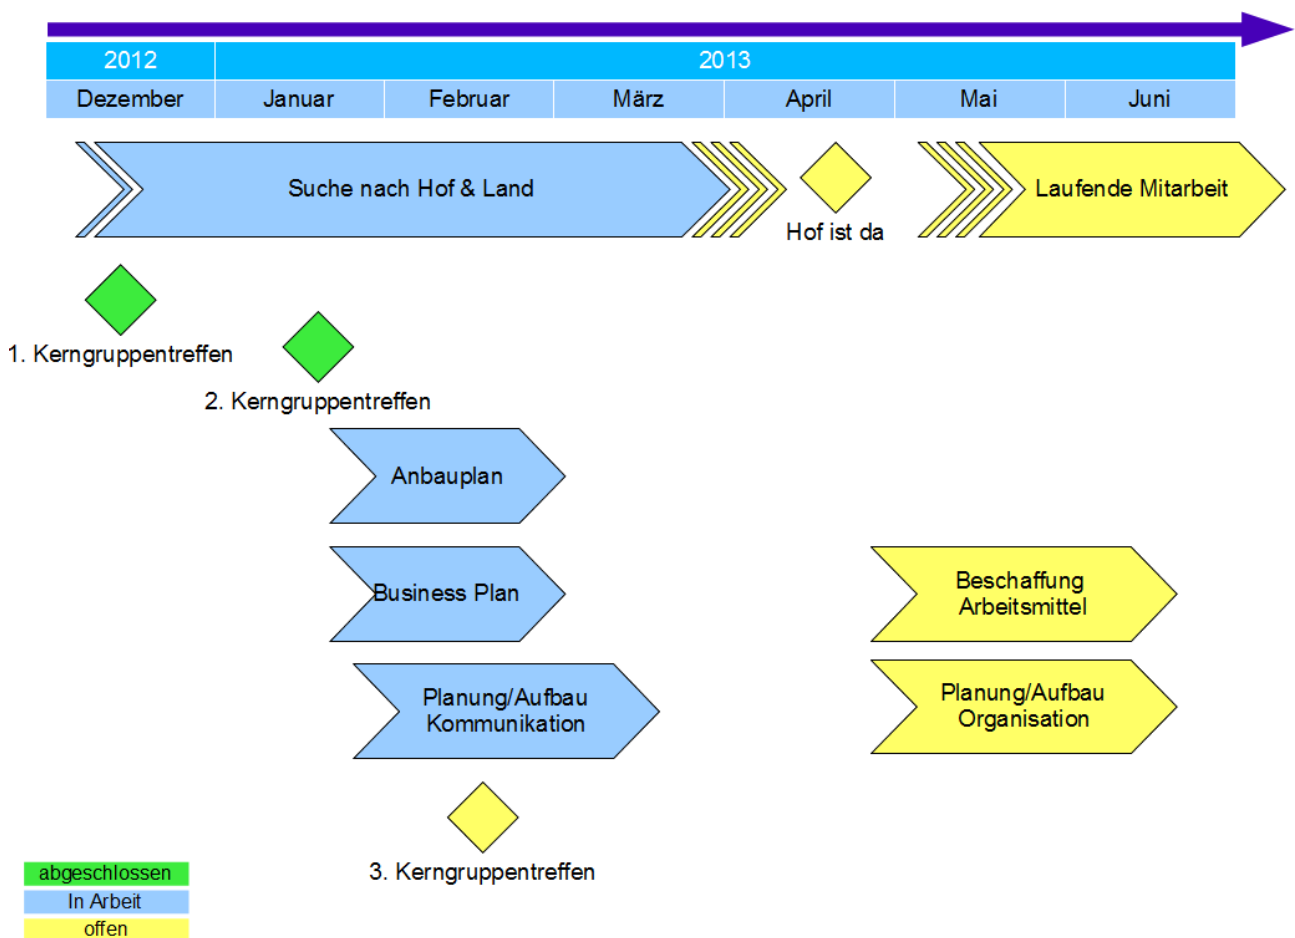 2012
2013
Dezember
Januar
Februar
März
April
Mai
Juni
Suche nach Hof & Land
Hof ist da
Laufende Mitarbeit
1. Kerngruppentreffen
2. Kerngruppentreffen
Anbauplan
Business Plan
Beschaffung
Arbeitsmittel
Planung/Aufbau
Kommunikation
Planung/Aufbau
Organisation
3. Kerngruppentreffen
abgeschlossen
In Arbeit
offen